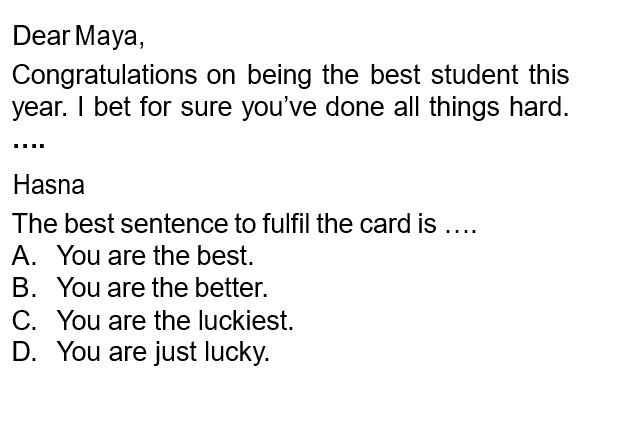 Dear Maya,
Congratulations on being the best student this
year. I bet for sure you’ve done all things hard.
....
Hasna
The best sentence to fulfil the card is ….
A. You are the best.
B. You are the better.
C. You are the luckiest.
D. You are just lucky.